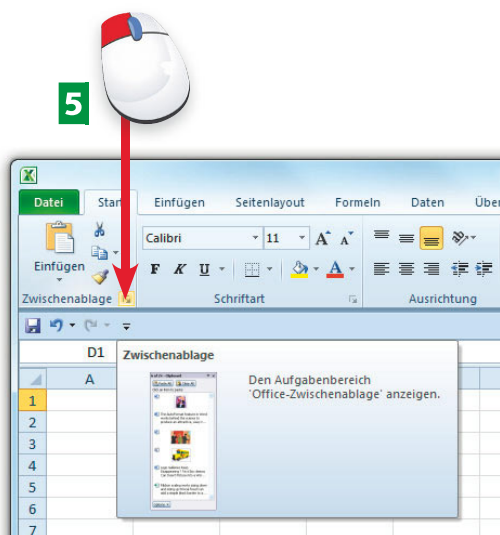 5
Datei Start Einfügen Seitenlayout Formeln Daten Über
Calibri 11 A A
Einfügen F K U A
Zwischenablage Schriftart Ausrichtung
D1
Zwischenablage
A
Den Aufgabenbereich
'Office-Zwischenablage' anzeigen.
1
2
3
4
5
6
7